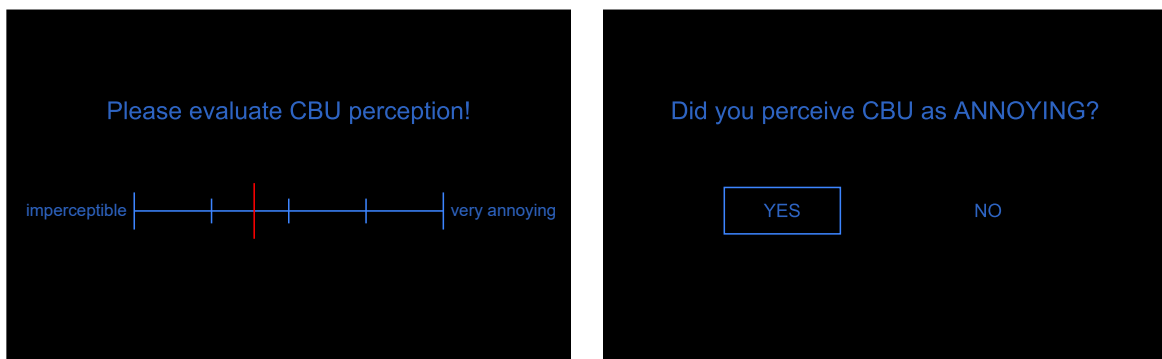 Please evaluate CBU perception!
imperceptible
very annoying
Did you perceive CBU as ANNOYING?
YES
NO